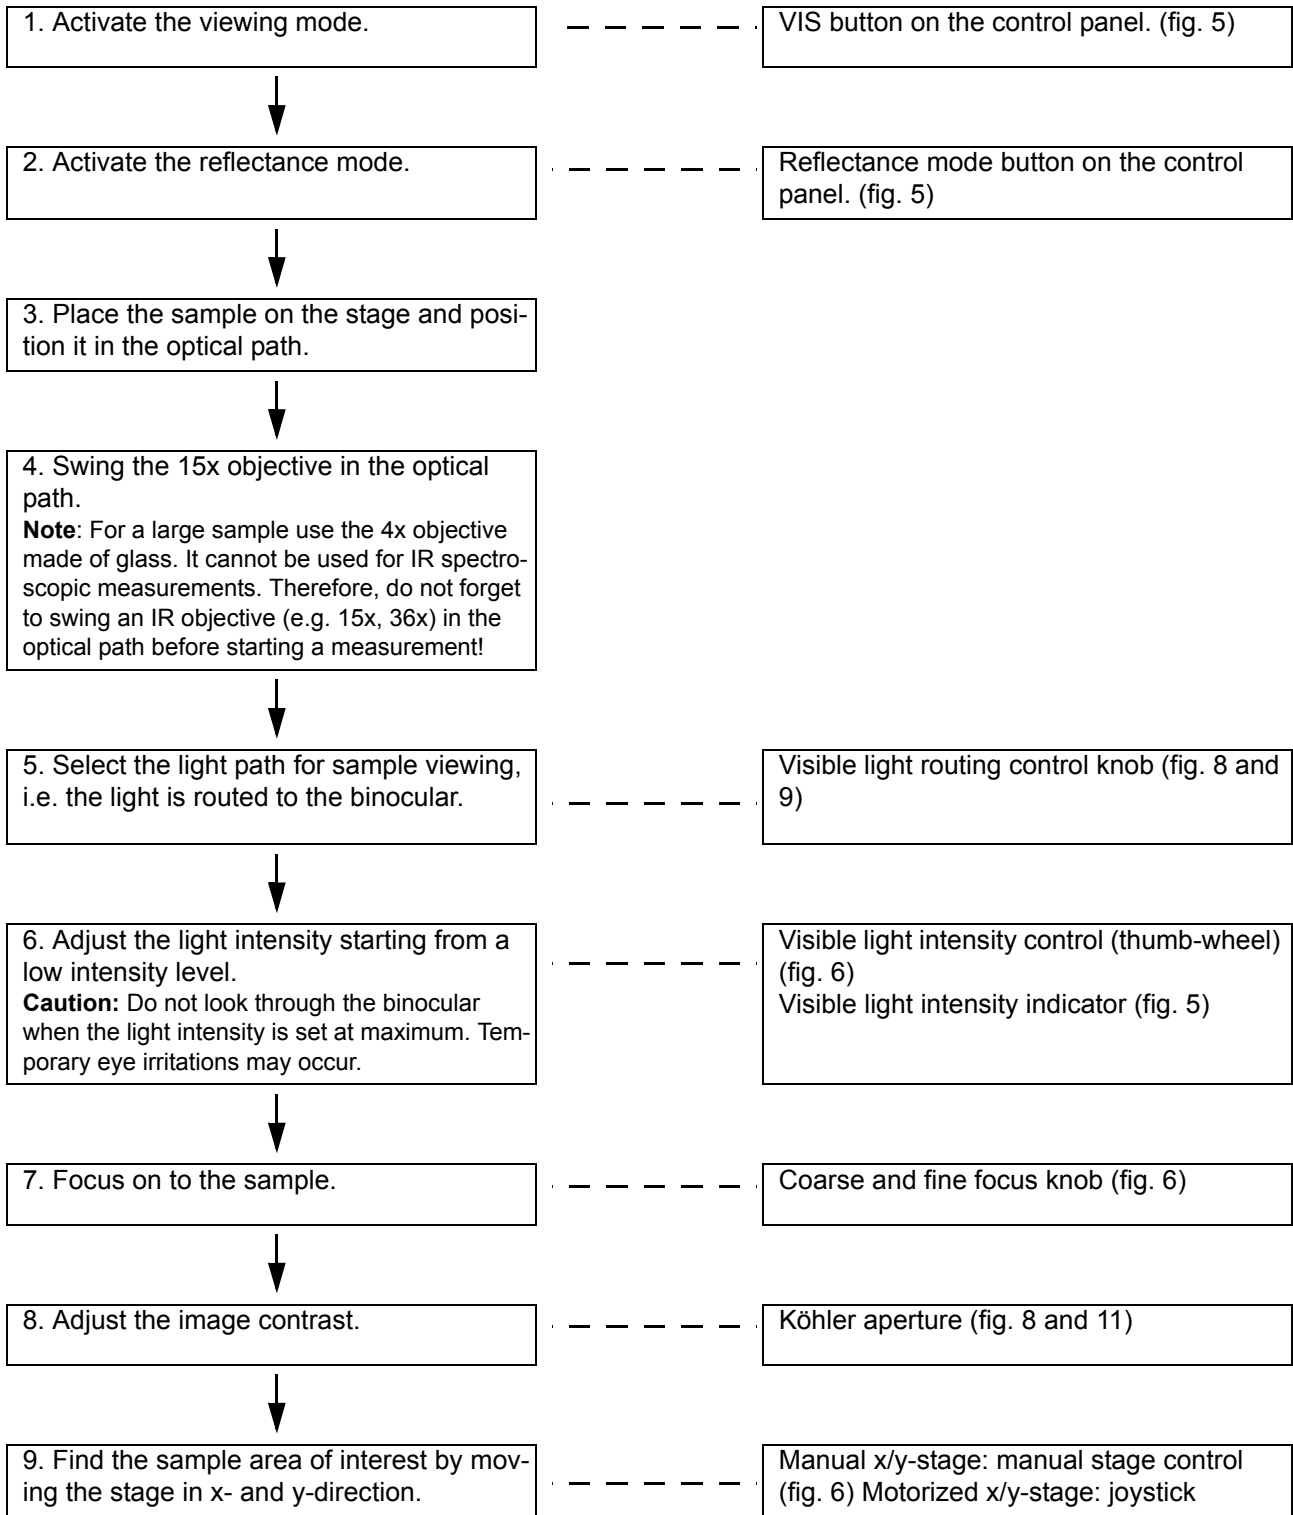 1. Activate the viewing mode.
VIS button on the control panel. (fig. 5)
2. Activate the reflectance mode.
Reflectance mode button on the control
panel. (fig. 5)
3. Place the sample on the stage and posi-
tion it in the optical path.
4. Swing the 15x objective in the optical
path.
Note: For a large sample use the 4x objective
made of glass. It cannot be used for IR spectro-
scopic measurements. Therefore, do not forget
to swing an IR objective (e.g. 15x, 36x) in the
optical path before starting a measurement!
5. Select the light path for sample viewing,
i.e. the light is routed to the binocular.
Visible light routing control knob (fig. 8 and
9)
6. Adjust the light intensity starting from a
low intensity level.
Caution: Do not look through the binocular
when the light intensity is set at maximum. Tem-
porary eye irritations may occur.
Visible light intensity control (thumb-wheel)
(fig. 6)
Visible light intensity indicator (fig. 5)
7. Focus on to the sample.
Coarse and fine focus knob (fig. 6)
8. Adjust the image contrast.
Köhler aperture (fig. 8 and 11)
9. Find the sample area of interest by mov-
ing the stage in x- and y-direction.
Manual x/y-stage: manual stage control
(fig. 6) Motorized x/y-stage: joystick